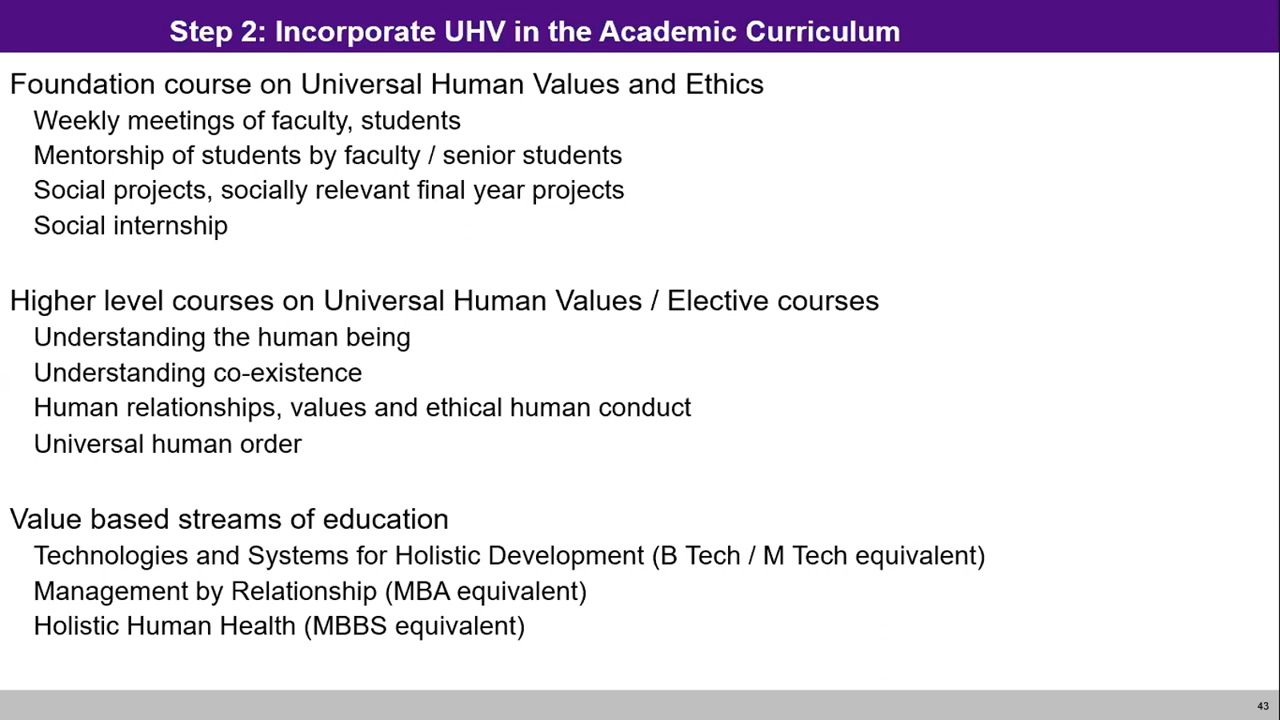 Step 2: Incorporate UHV in the Academic Curriculum
Foundation course on Universal Human Values and Ethics
Weekly meetings of faculty, students
Mentorship of students by faculty / senior students
Social projects, socially relevant final year projects
Social internship
Higher level courses on Universal Human Values / Elective courses
Understanding the human being
Understanding co-existence
Human relationships, values and ethical human conduct
Universal human order
Value based streams of education
Technologies and Systems for Holistic Development (B Tech / M Tech equivalent)
Management by Relationship (MBA equivalent)
Holistic Human Health (MBBS equivalent)
43